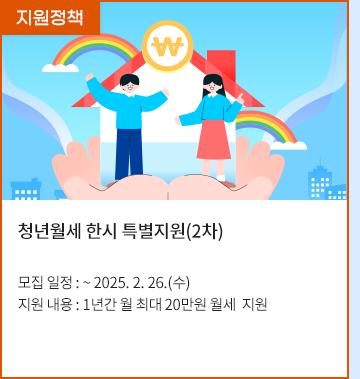 지원정책
₩
청년월세 한시 특별지원(2차)
모집 일정 : ~ 2025. 2. 26.(수)
지원 내용 : 1년간 월 최대 20만원 월세 지원